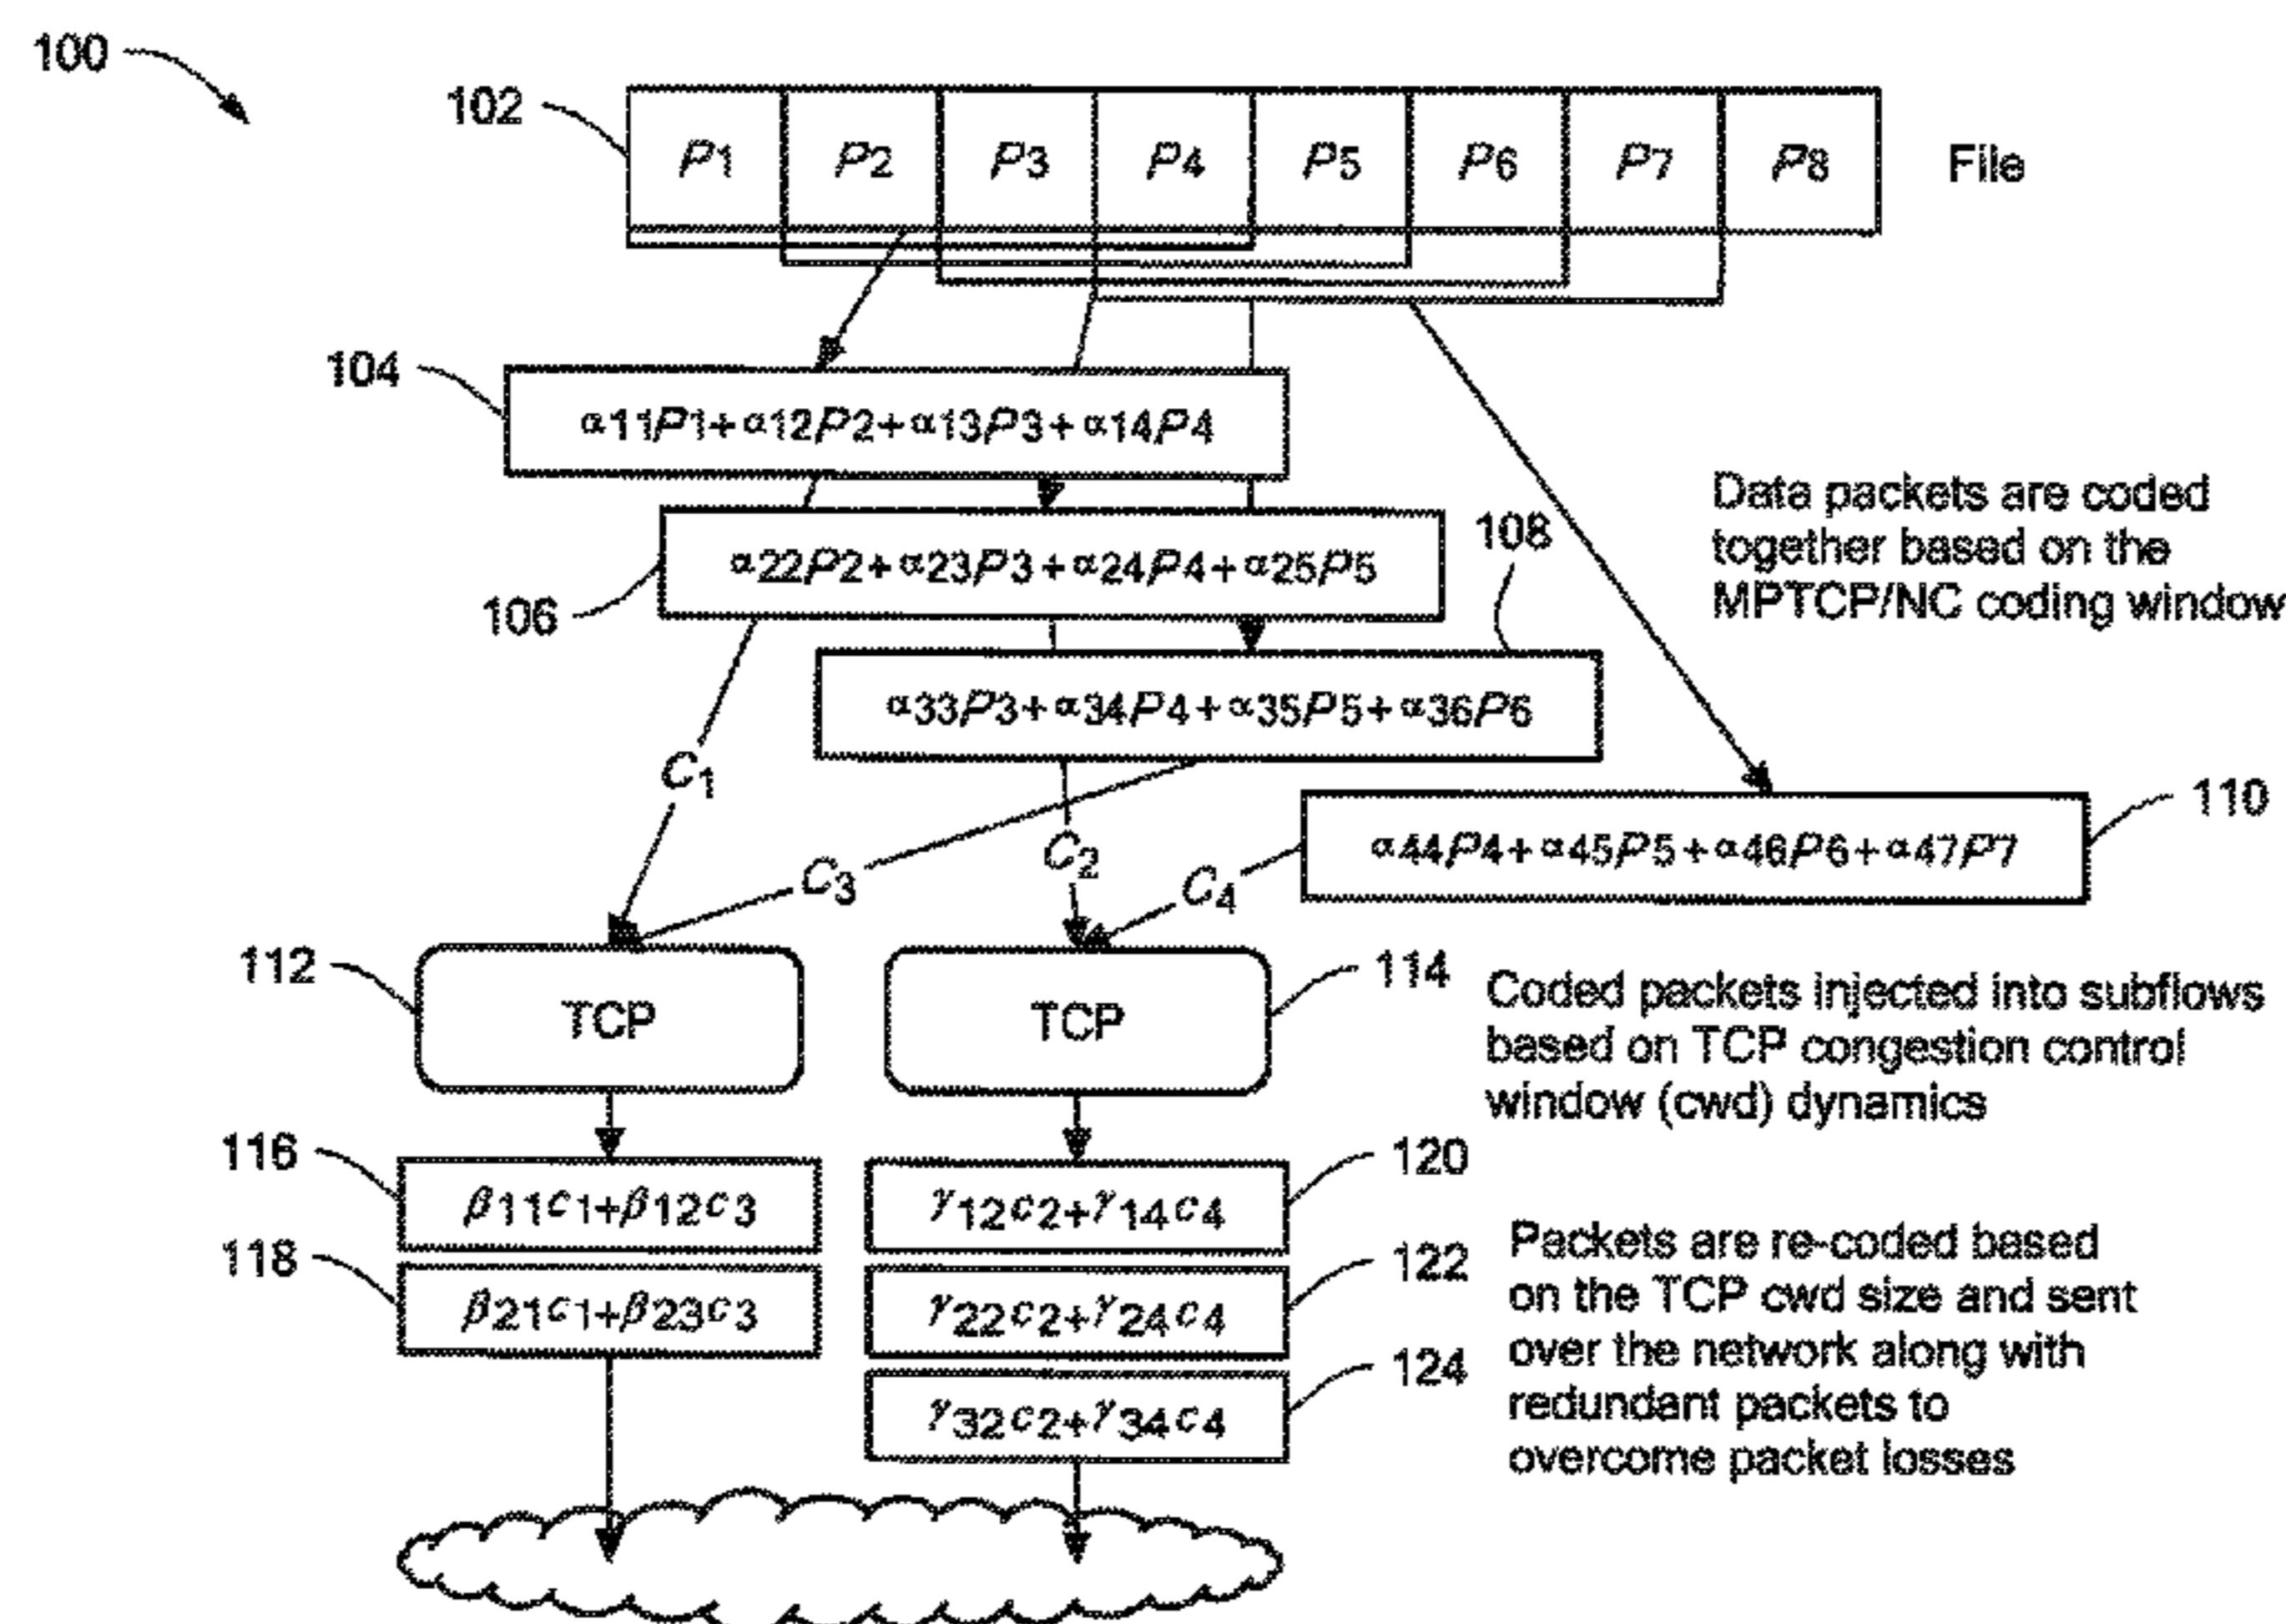 100
102
P1 P2 P3 P4 P5 P6 P7 P8 File
104
α11P1+α12P2+α13P3+α14P4
106
α22P2+α23P3+α24P4+α25P5
108
Data packets are coded
together based on the
MPTCP/NC coding window
α33P3+α34P4+α35P5+α36P6
110
α44P4+α45P5+α46P6+α47P7
C1 C3 C2 C4
112
TCP
114
TCP
Coded packets injected into subflows
based on TCP congestion control
window (cwd) dynamics
116
β11c1+β12c3
118
β21c1+β23c3
120
γ12c2+γ14c4
122
γ22c2+γ24c4
124
γ32c2+γ34c4
Packets are re-coded based
on the TCP cwd size and sent
over the network along with
redundant packets to
overcome packet losses